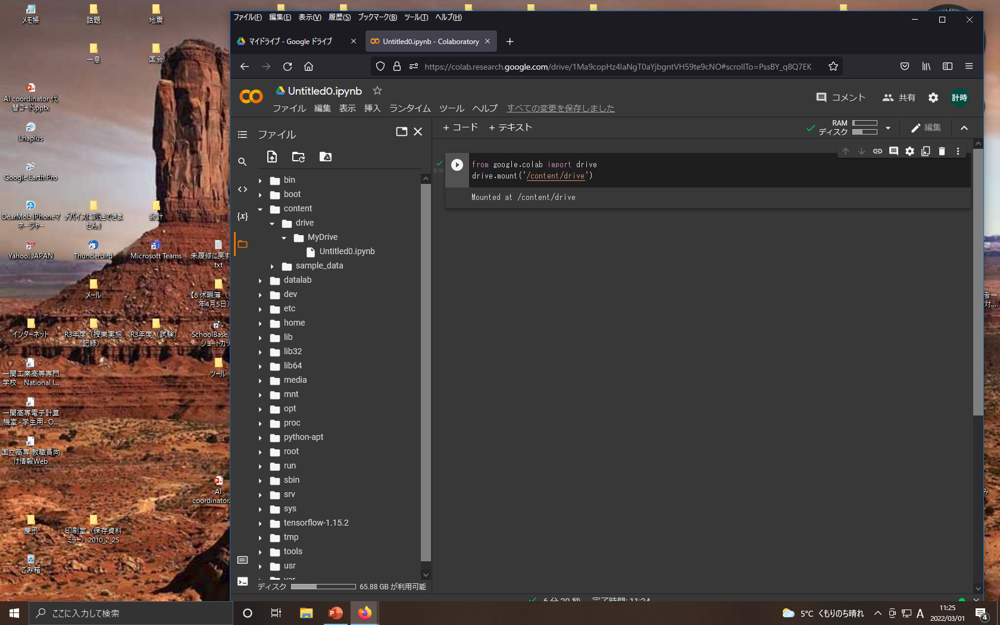 メモ帳
話題
地震
一息
国会
AI coordinator 代
替コード.pptx
Lhaplus
Google Earth Pro
DearMob iPhoneマ
ネージャー
デバイスに到達できま
せん」
会計
Yahoo! JAPAN
Thunderbird
Microsoft Teams
未履修に戻す
txt
メール
【8 休暇簿（
年4月5日）
インターネット
R3年度（授業実施
記録）
R3年度（試験）
SchoolBase.
ショートカッ
一関工業高等専門
学校　National I...
ツール
一関高専電子計算
機室 -学生用- O...
国立高専 教職員向
け情報Web
AI
coordinator.
慶弔
印刷室（保存資料
ミラー）2010_2_25
ごみ箱
ファイル(F) 編集(E) 表示(V) 履歴(S) ブックマーク(B) ツール(T) ヘルプ(H)
マイドライブ - Google ドライブ
Untitled0.ipynb - Colaboratory
https://colab.research.google.com/drive/1Ma9copHz4laNgT0aYjbgntVH59te9cNO#scrollTo=PssBY_q8Q7EK
Untitled0.ipynb
コメント
共有
計時
ファイル 編集 表示 挿入 ランタイム ツール ヘルプ すべての変更を保存しました
ファイル
+ コード + テキスト
RAM
ディスク
編集
bin
boot
content
drive
MyDrive
Untitled0.ipynb
sample_data
datalab
dev
etc
home
lib
lib32
lib64
media
mnt
opt
proc
python-apt
root
run
sbin
srv
sys
tensorflow-1.15.2
tmp
tools
usr
var
ディスク 65.88 GB が利用可能
6 分
from google.colab import drive
drive.mount('/content/drive')
Mounted at /content/drive
6 分 20 秒 完了時間: 11:24
者一
対...
み
ここに入力して検索
5°C くもりのち晴れ
A
11:25
2022/03/01
4